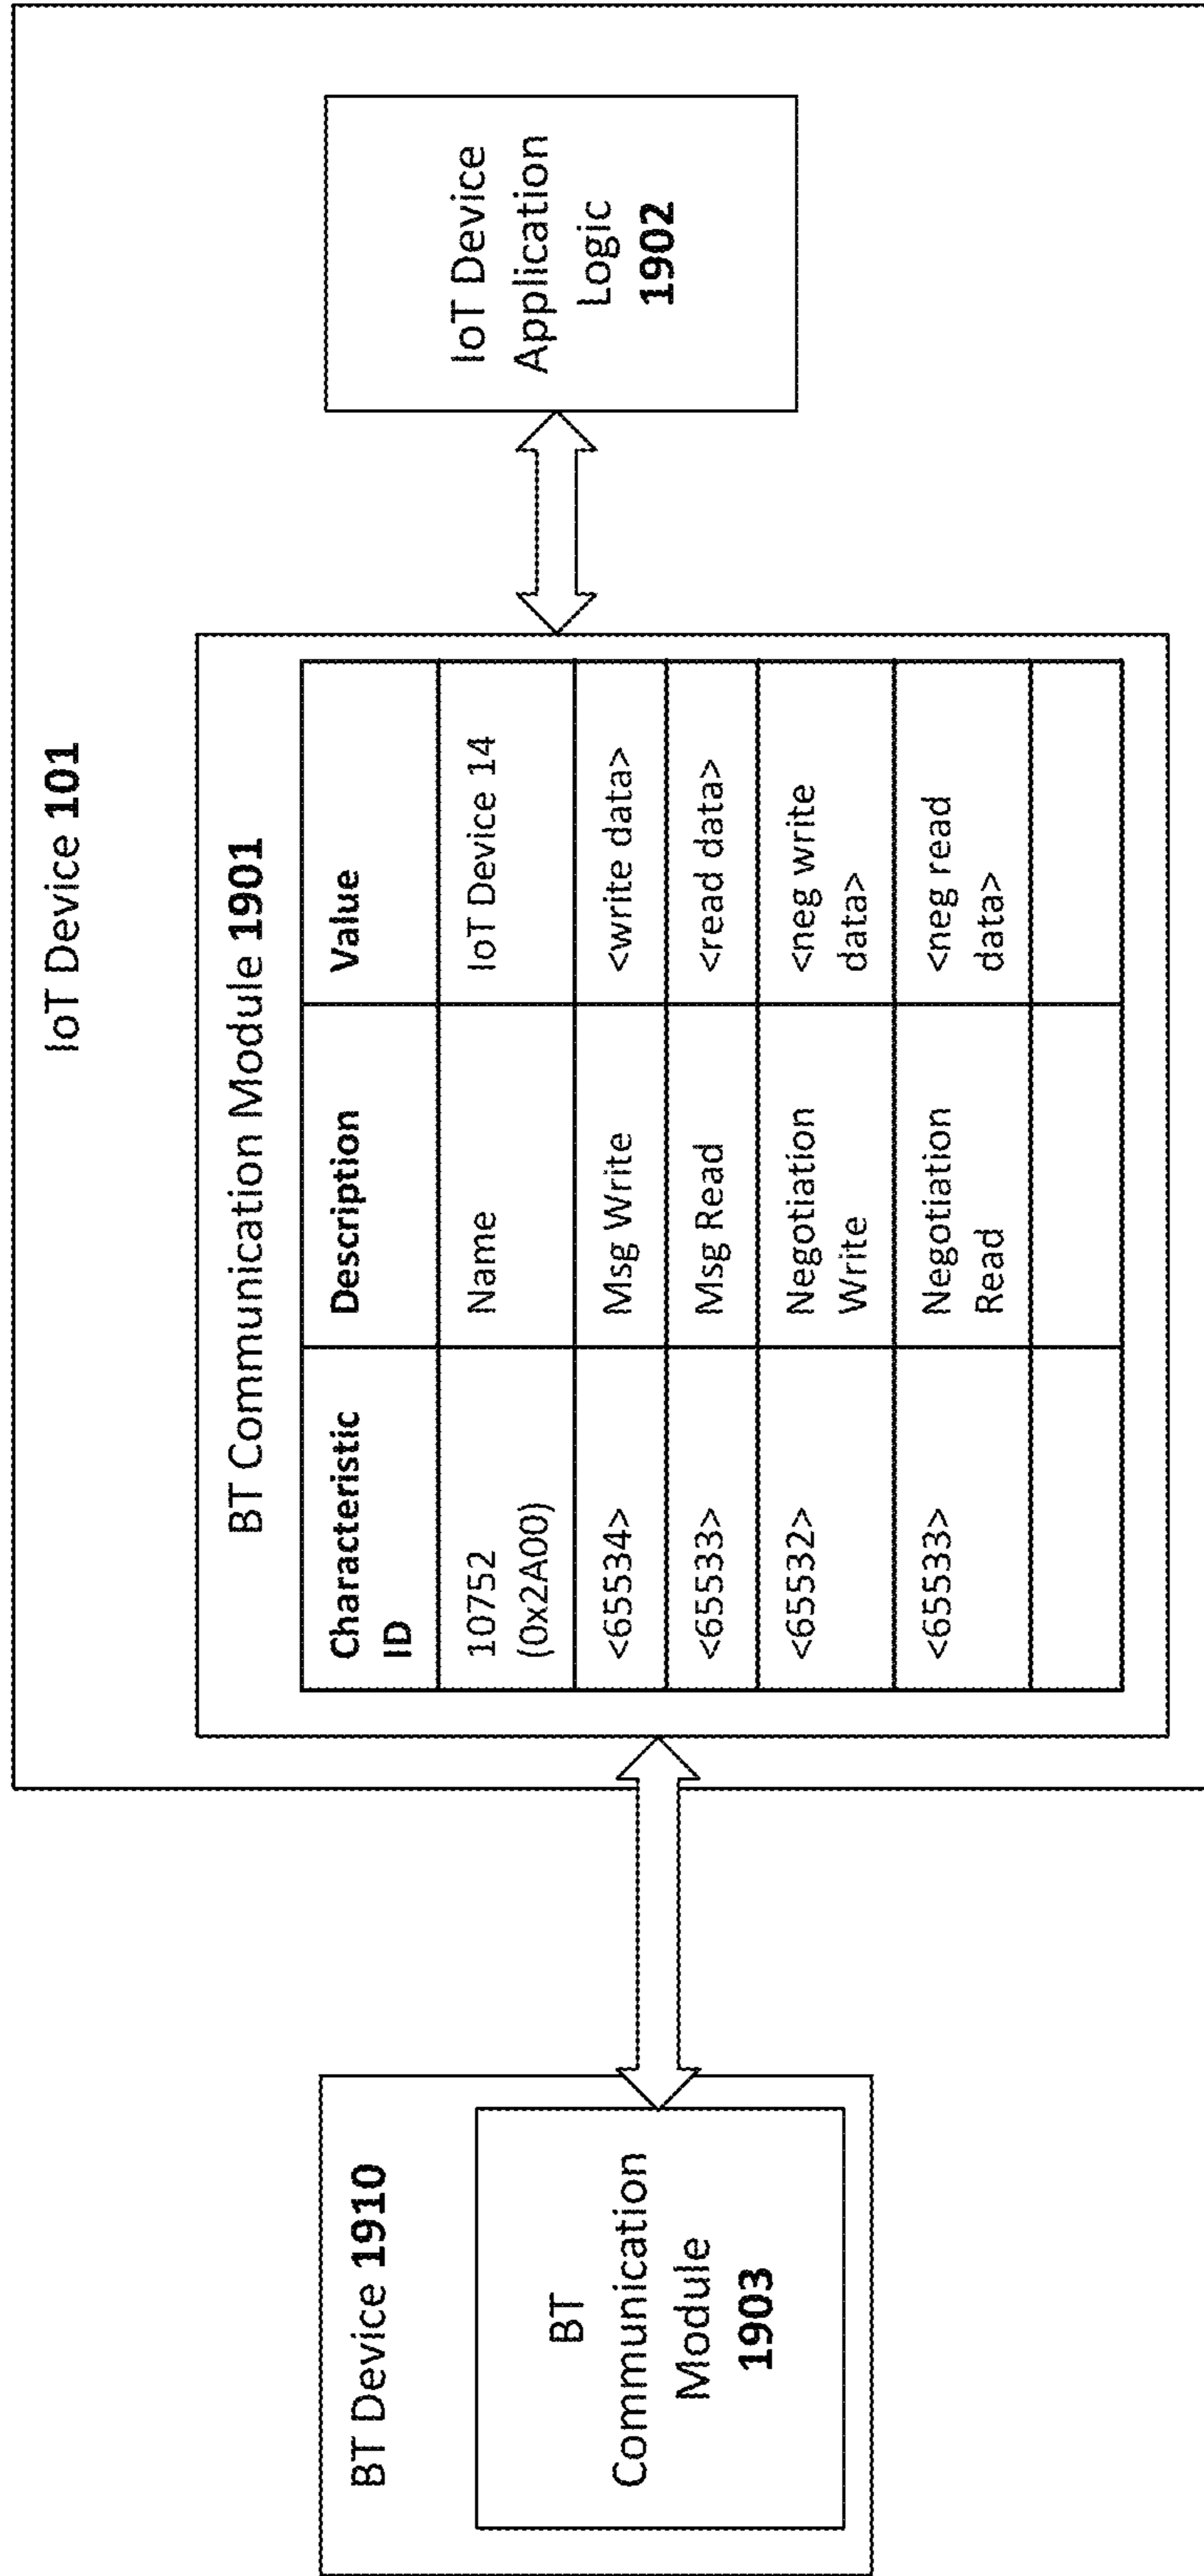 IoT Device 101
BT Device 1910
BT
Communication
Module
1903
BT Communication Module 1901
Characteristic
ID
Description
Value
10752
(0x2A00)
Name
IoT Device 14
<65534>
Msg Write
<write data>
<65533>
Msg Read
<read data>
<65532>
Negotiation
Write
<neg write
data>
<65533>
Negotiation
Read
<neg read
data>
IoT Device
Application
Logic
1902